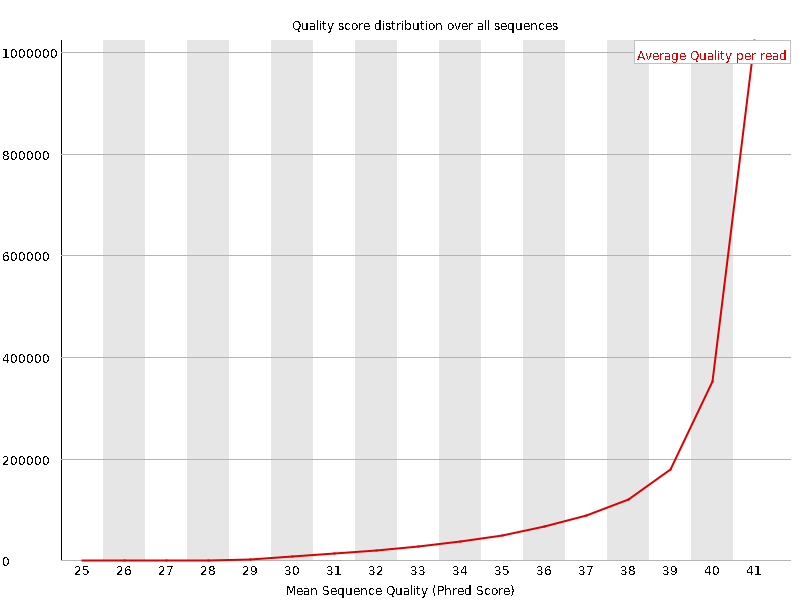 Quality score distribution over all sequences
Average Quality per read
1000000
800000
600000
400000
200000
0
25 26 27 28 29 30 31 32 33 34 35 36 37 38 39 40 41
Mean Sequence Quality (Phred Score)